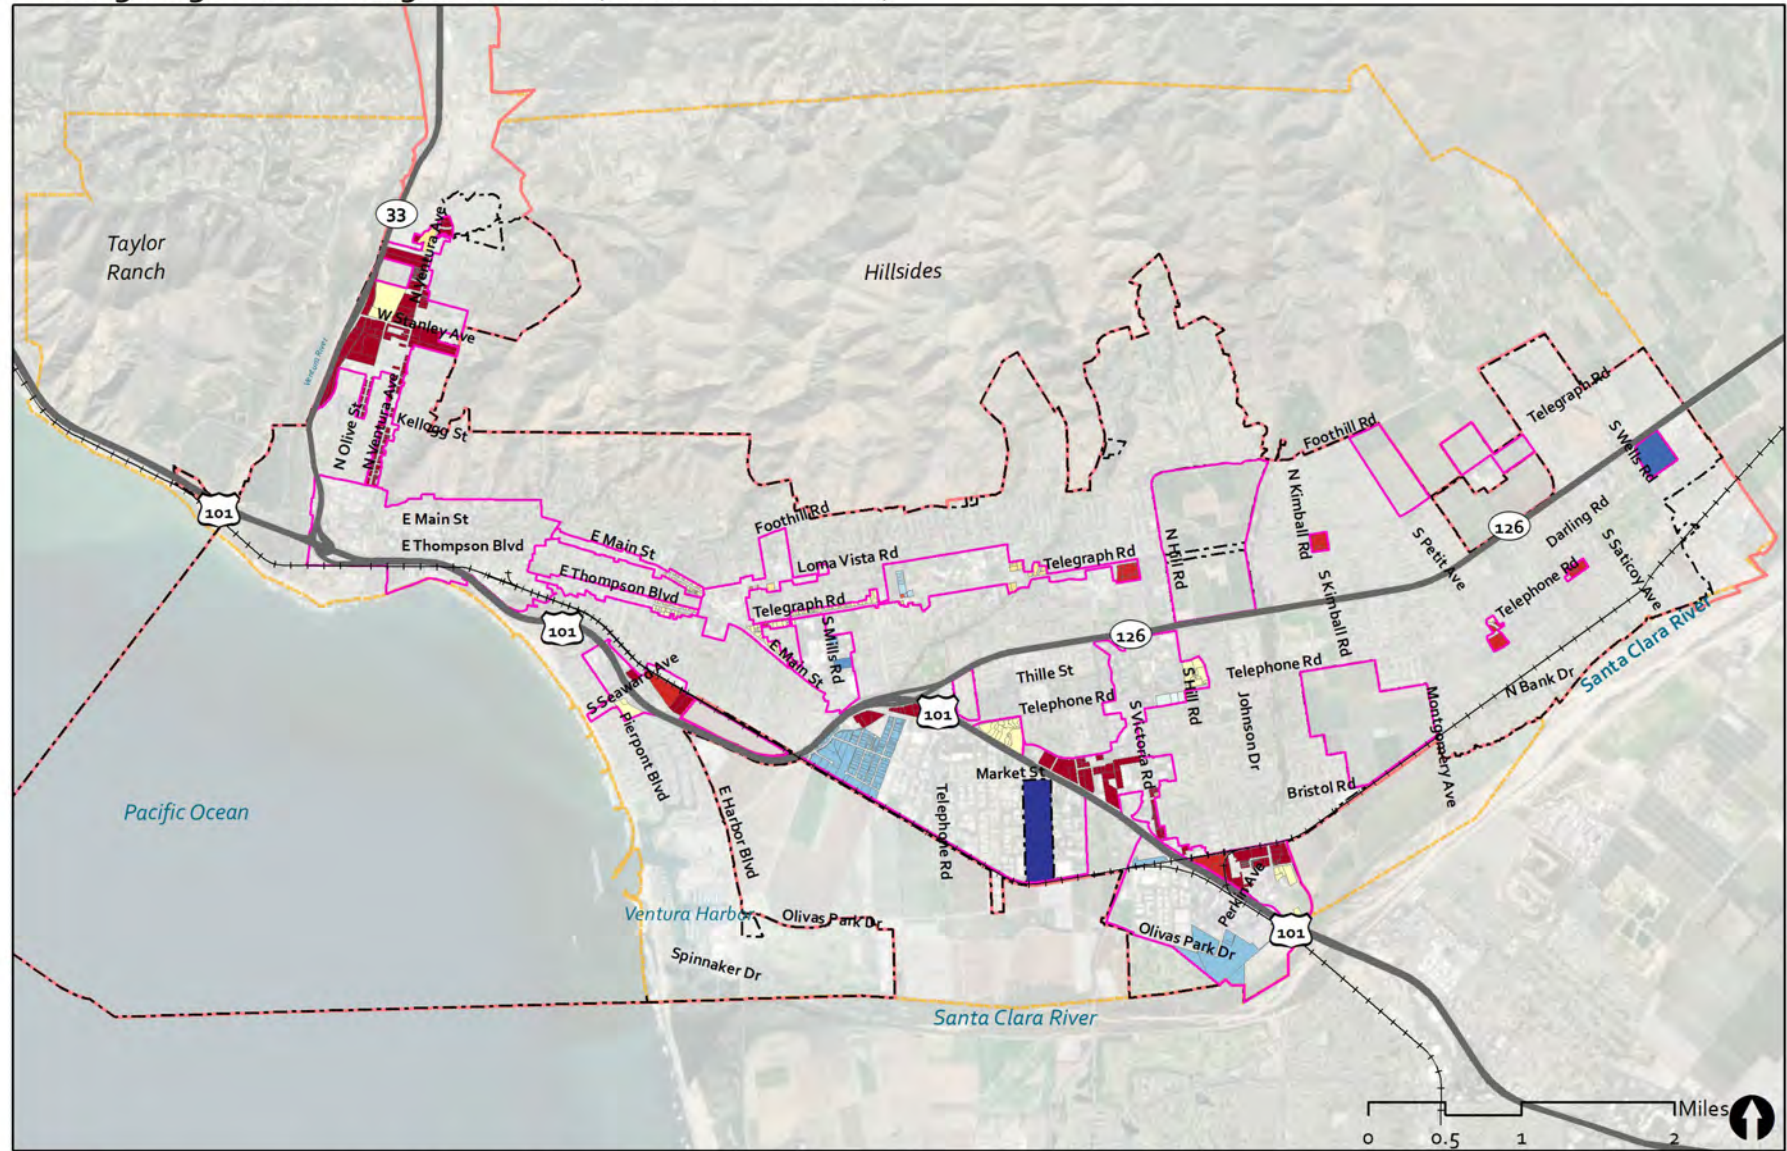 33
N Ventura Ave
Taylor
Ranch
Hillsides
W Stanley Ave
Ventura River
N Olive St
N Ventura Ave
Kellogg St
Telegraph Rd
Foothill Rd
S Wells Rd
101
E Main St
E Thompson Blvd
E Main St
Foothill Rd
Loma Vista Rd
Telegraph Rd
N Hill Rd
N Kimball Rd
126
S Petit Ave
Darling Rd
S Saticoy Ave
Telephone Rd
E Thompson Blvd
Telegraph Rd
S Kimball Rd
101
126
S Mills Rd
E Main St
Santa Clara River
S Seaward Ave
Thille St
Telephone Rd
Telephone Rd
S Hill Rd
N Bank Dr
101
Pierpont Blvd
S Victoria Rd
Johnson Dr
Montgomery Ave
Market St
Bristol Rd
Pacific Ocean
E Harbor Blvd
Telephone Rd
Perkin Ave
Ventura Harbor
Olivas Park Dr
Olivas Park Dr
101
Spinnaker Dr
Santa Clara River
Miles
0 0.5 1 2